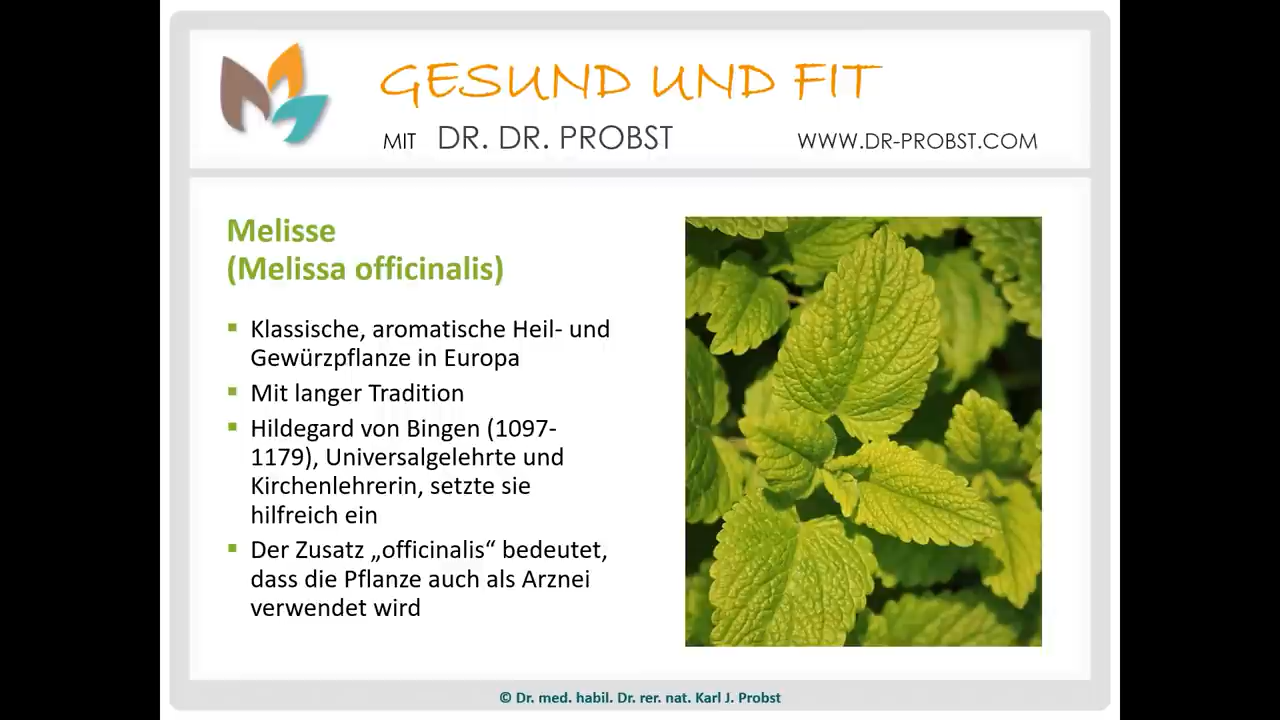 GESUND UND FIT
MIT DR. DR. PROBST WWW.DR-PROBST.COM
Melisse
(Melissa officinalis)
Klassische, aromatische Heil- und
Gewürzpflanze in Europa
Mit langer Tradition
Hildegard von Bingen (1097-
1179), Universalgelehrte und
Kirchenlehrerin, setzte sie
hilfreich ein
Der Zusatz „officinalis“ bedeutet,
dass die Pflanze auch als Arznei
verwendet wird
© Dr. med. habil. Dr. rer. nat. Karl J. Probst